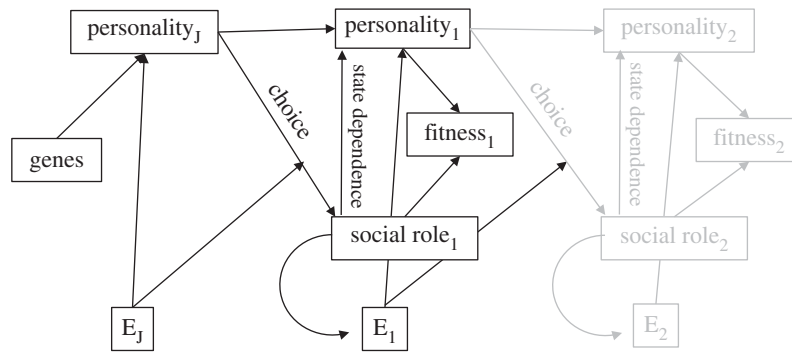 personality_J
personality_1
personality_2
choice
state dependence
choice
state dependence
genes
fitness_1
fitness_2
social role_1
social role_2
E_J
E_1
E_2